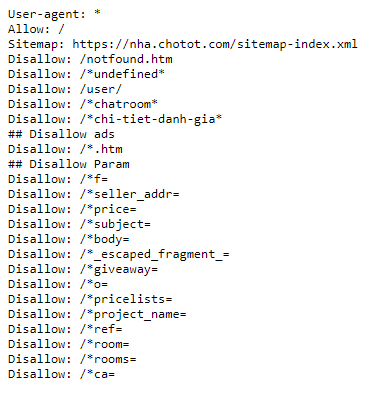 User-agent: *
Allow: /
Sitemap: https://nha.chotot.com/sitemap-index.xml
Disallow: /notfound.htm
Disallow: /*undefined*
Disallow: /user/
Disallow: /*chatroom*
Disallow: /*chi-tiet-danh-gia*
## Disallow ads
Disallow: /*.htm
## Disallow Param
Disallow: /*f=
Disallow: /*seller_addr=
Disallow: /*price=
Disallow: /*subject=
Disallow: /*body=
Disallow: /*_escaped_fragment_=
Disallow: /*giveaway=
Disallow: /*o=
Disallow: /*pricelists=
Disallow: /*project_name=
Disallow: /*ref=
Disallow: /*room=
Disallow: /*rooms=
Disallow: /*ca=